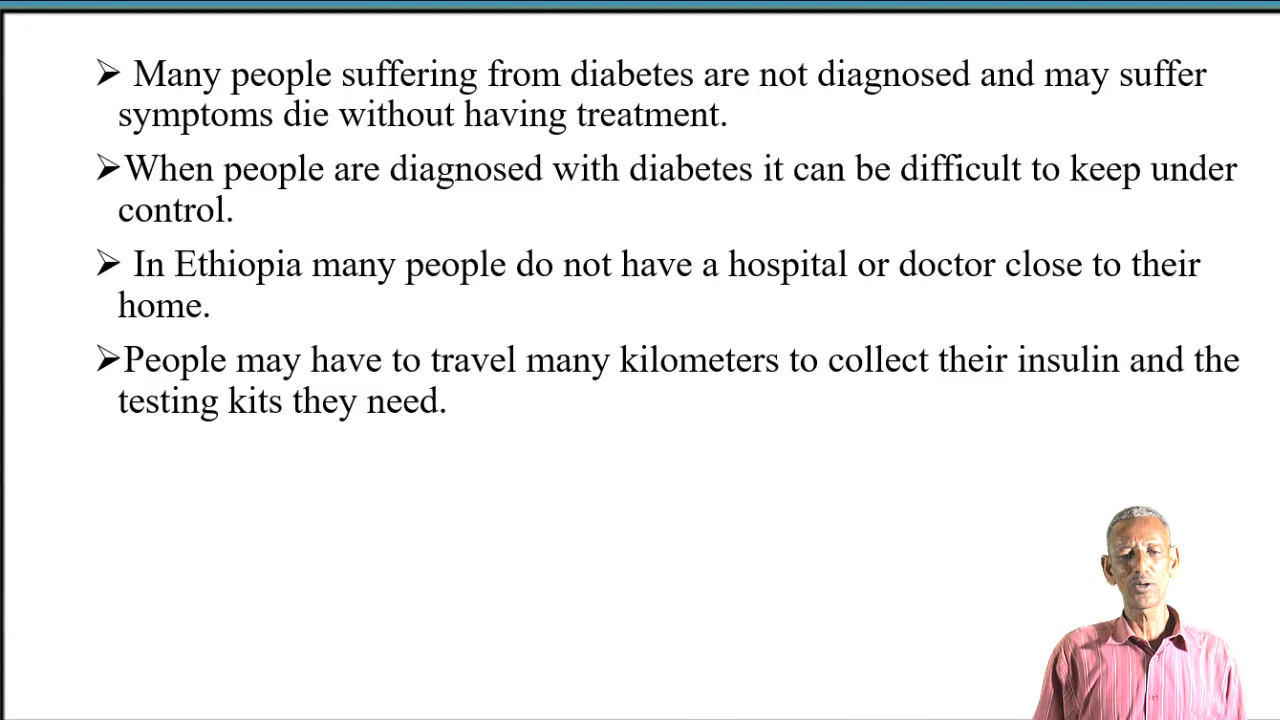 ➢ Many people suffering from diabetes are not diagnosed and may suffer
symptoms die without having treatment.
➢When people are diagnosed with diabetes it can be difficult to keep under
control.
➢ In Ethiopia many people do not have a hospital or doctor close to their
home.
➢People may have to travel many kilometers to collect their insulin and the
testing kits they need.